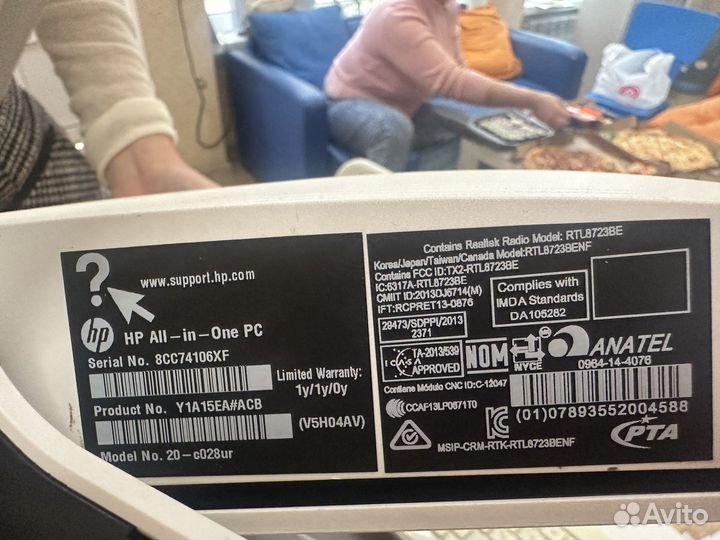 ?
www.support.hp.com
hp HP All-in-One PC
Serial No. 8CC74106XF
Limited Warranty:
1y/1y/0y
Product No. Y1A15EA#ACB
(V5H04AV)
Model No. 20-c028ur
Contains Realtek Radio Model: RTL8723BE
Korea/Japan/Taiwan/Canada Model: RTL8723BENF
Contains FCC ID: TX2-RTL8723BE
IC:6317A-RTL8723BE
CMIIT ID:2013DJ6714(M)
IFT:RCPRET13-0876
29473/SDPPI/2013
2371
Complies with
IMDA Standards
DA105282
ICASA
TA-2013/539
APPROVED
NOM
NYCE
ANATEL
0964-14-4076
Contiene Módulo CNC ID:C-12047
CCAF13LP0671T0
(01)07893552004588
MSIP-CRM-RTK-RTL8723BENF
PTA
Avito